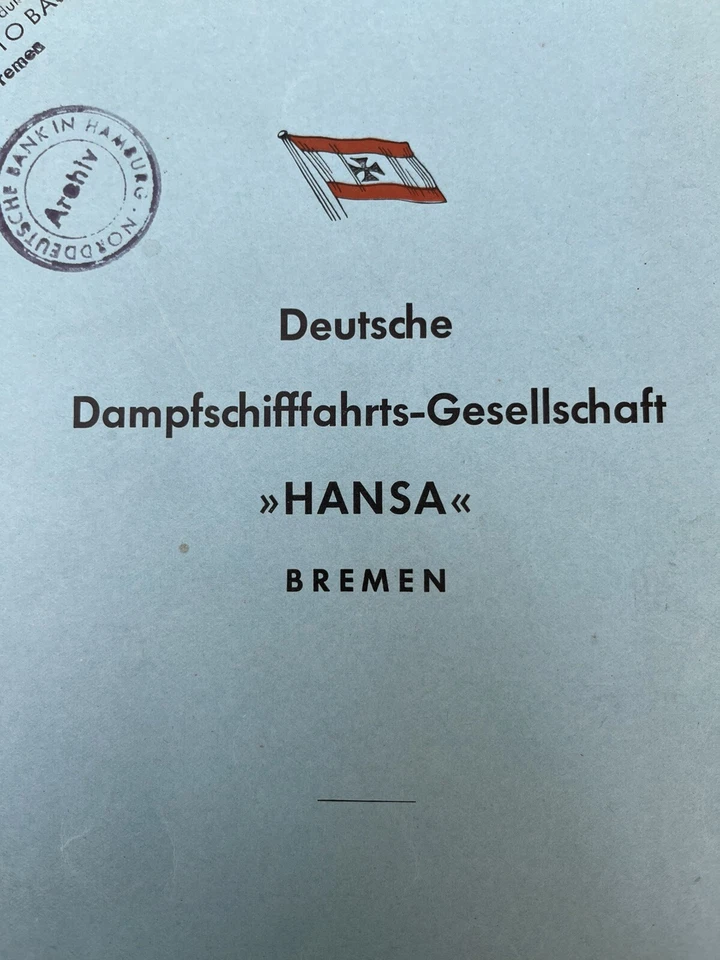 Bremen
NORDDEUTSCHE BANK IN HAMBURG
Archiv
Deutsche
Dampfschifffahrts-Gesellschaft
»HANSA«
BREMEN